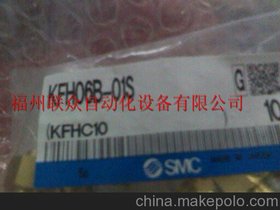 KFH06B-01S
G
10
福州联众自动化设备有限公司
(KFHC10
SMC
china.makepolo.com